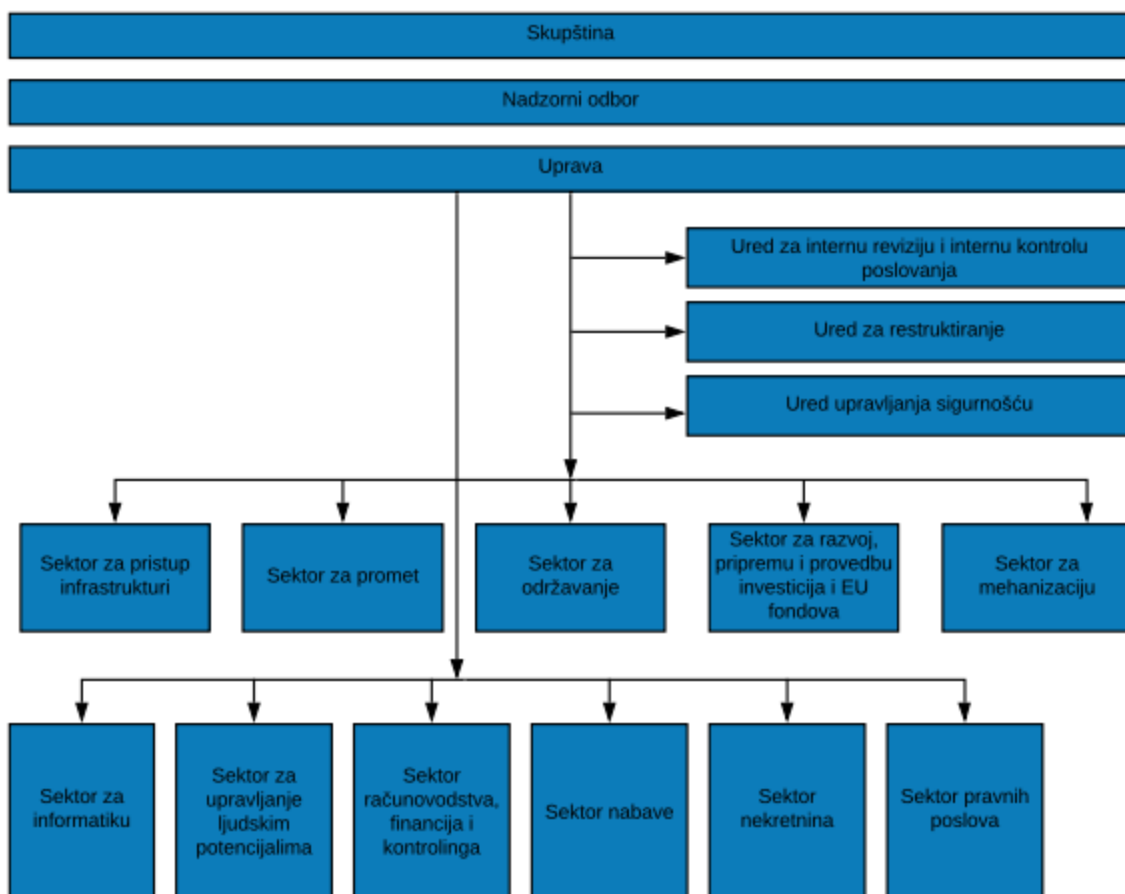 Skupština
Nadzorni odbor
Uprava
Ured za internu reviziju i internu kontrolu
poslovanja
Ured za restruktiranje
Ured upravljanja sigurnošću
Sektor za pristup
infrastrukturi
Sektor za promet
Sektor za
održavanje
Sektor za razvoj,
pripremu i provedbu
investicija i EU
fondova
Sektor za
mehanizaciju
Sektor za
informatiku
Sektor za
upravljanje
ljudskim
potencijalima
Sektor
računovodstva,
financija i
kontrolinga
Sektor nabave
Sektor
nekretnina
Sektor pravnih
poslova